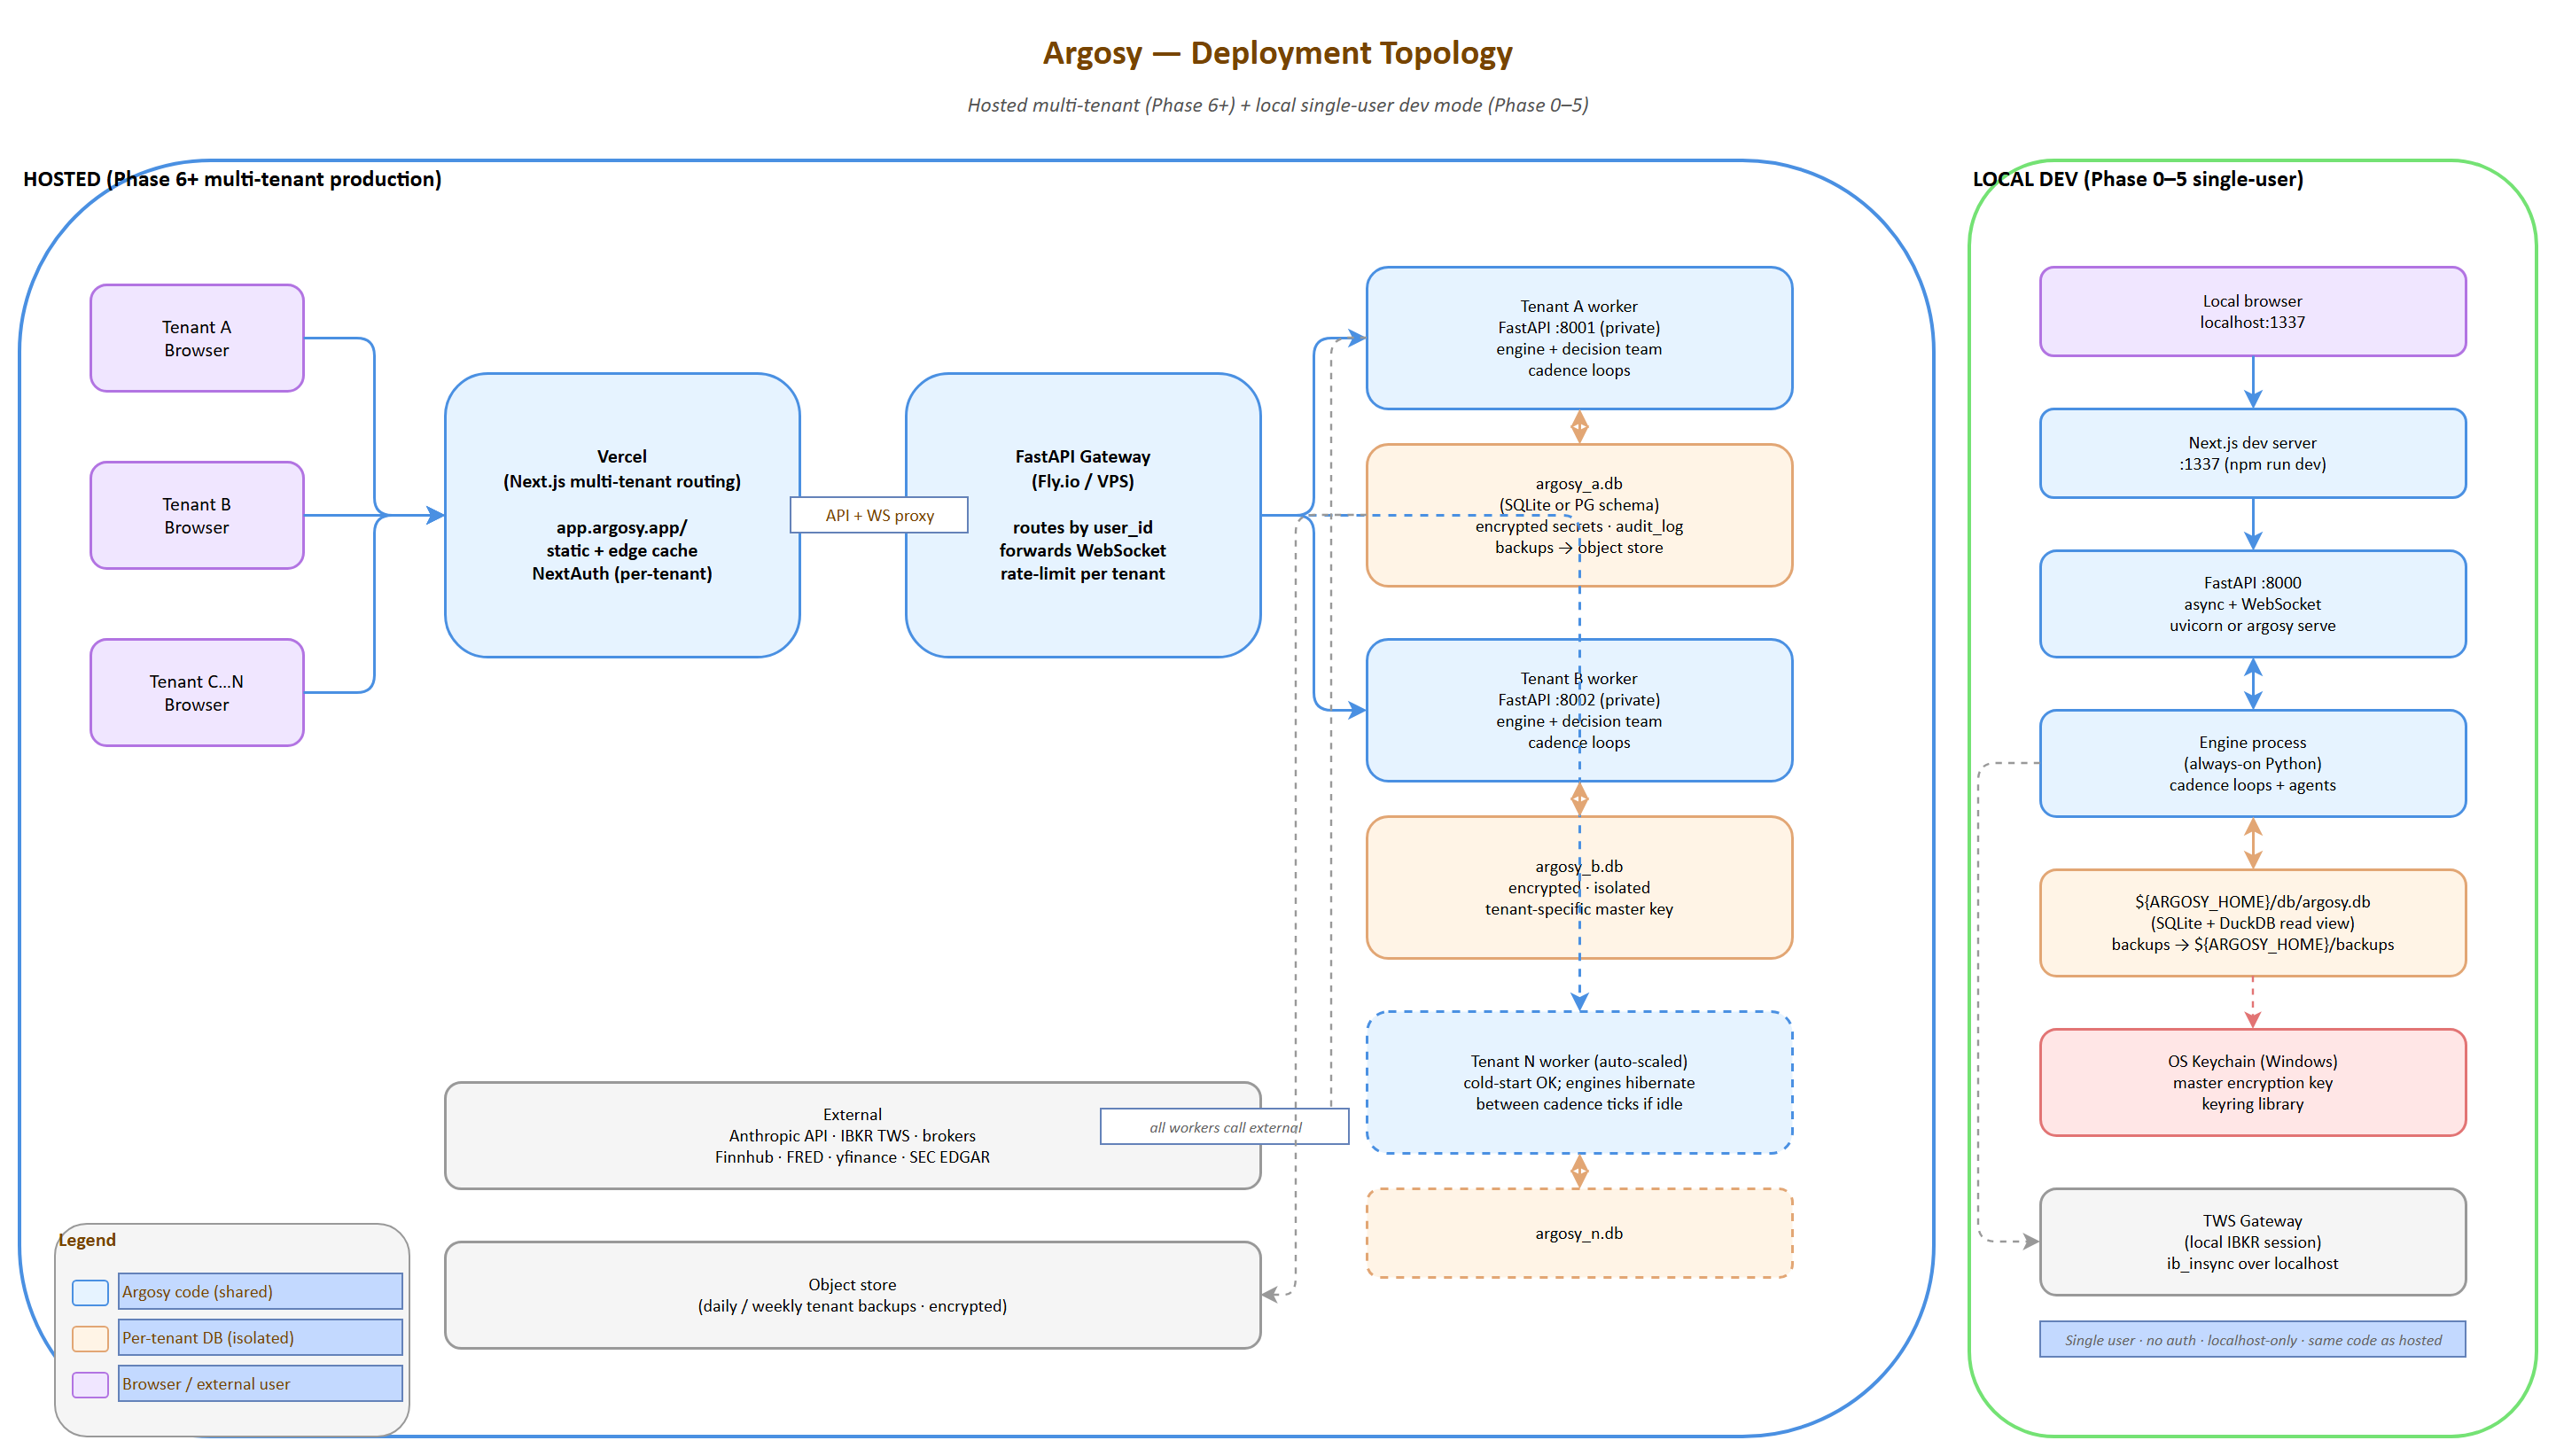 Argosy — Deployment Topology
Hosted multi-tenant (Phase 6+) + local single-user dev mode (Phase 0–5)
HOSTED (Phase 6+ multi-tenant production)
Tenant A
Browser
Tenant B
Browser
Tenant C...N
Browser
Vercel
(Next.js multi-tenant routing)
app.argosy.app/
static + edge cache
NextAuth (per-tenant)
API + WS proxy
FastAPI Gateway
(Fly.io / VPS)
routes by user_id
forwards WebSocket
rate-limit per tenant
Tenant A worker
FastAPI :8001 (private)
engine + decision team
cadence loops
argosy_a.db
(SQLite or PG schema)
encrypted secrets · audit_log
backups → object store
Tenant B worker
FastAPI :8002 (private)
engine + decision team
cadence loops
argosy_b.db
encrypted · isolated
tenant-specific master key
Tenant N worker (auto-scaled)
cold-start OK; engines hibernate
between cadence ticks if idle
argosy_n.db
External
Anthropic API · IBKR TWS · brokers
Finnhub · FRED · yfinance · SEC EDGAR
all workers call external
Object store
(daily / weekly tenant backups · encrypted)
Legend
Argosy code (shared)
Per-tenant DB (isolated)
Browser / external user
LOCAL DEV (Phase 0–5 single-user)
Local browser
localhost:1337
Next.js dev server
:1337 (npm run dev)
FastAPI :8000
async + WebSocket
uvicorn or argosy serve
Engine process
(always-on Python)
cadence loops + agents
${ARGOSY_HOME}/db/argosy.db
(SQLite + DuckDB read view)
backups → ${ARGOSY_HOME}/backups
OS Keychain (Windows)
master encryption key
keyring library
TWS Gateway
(local IBKR session)
ib_insync over localhost
Single user · no auth · localhost-only · same code as hosted